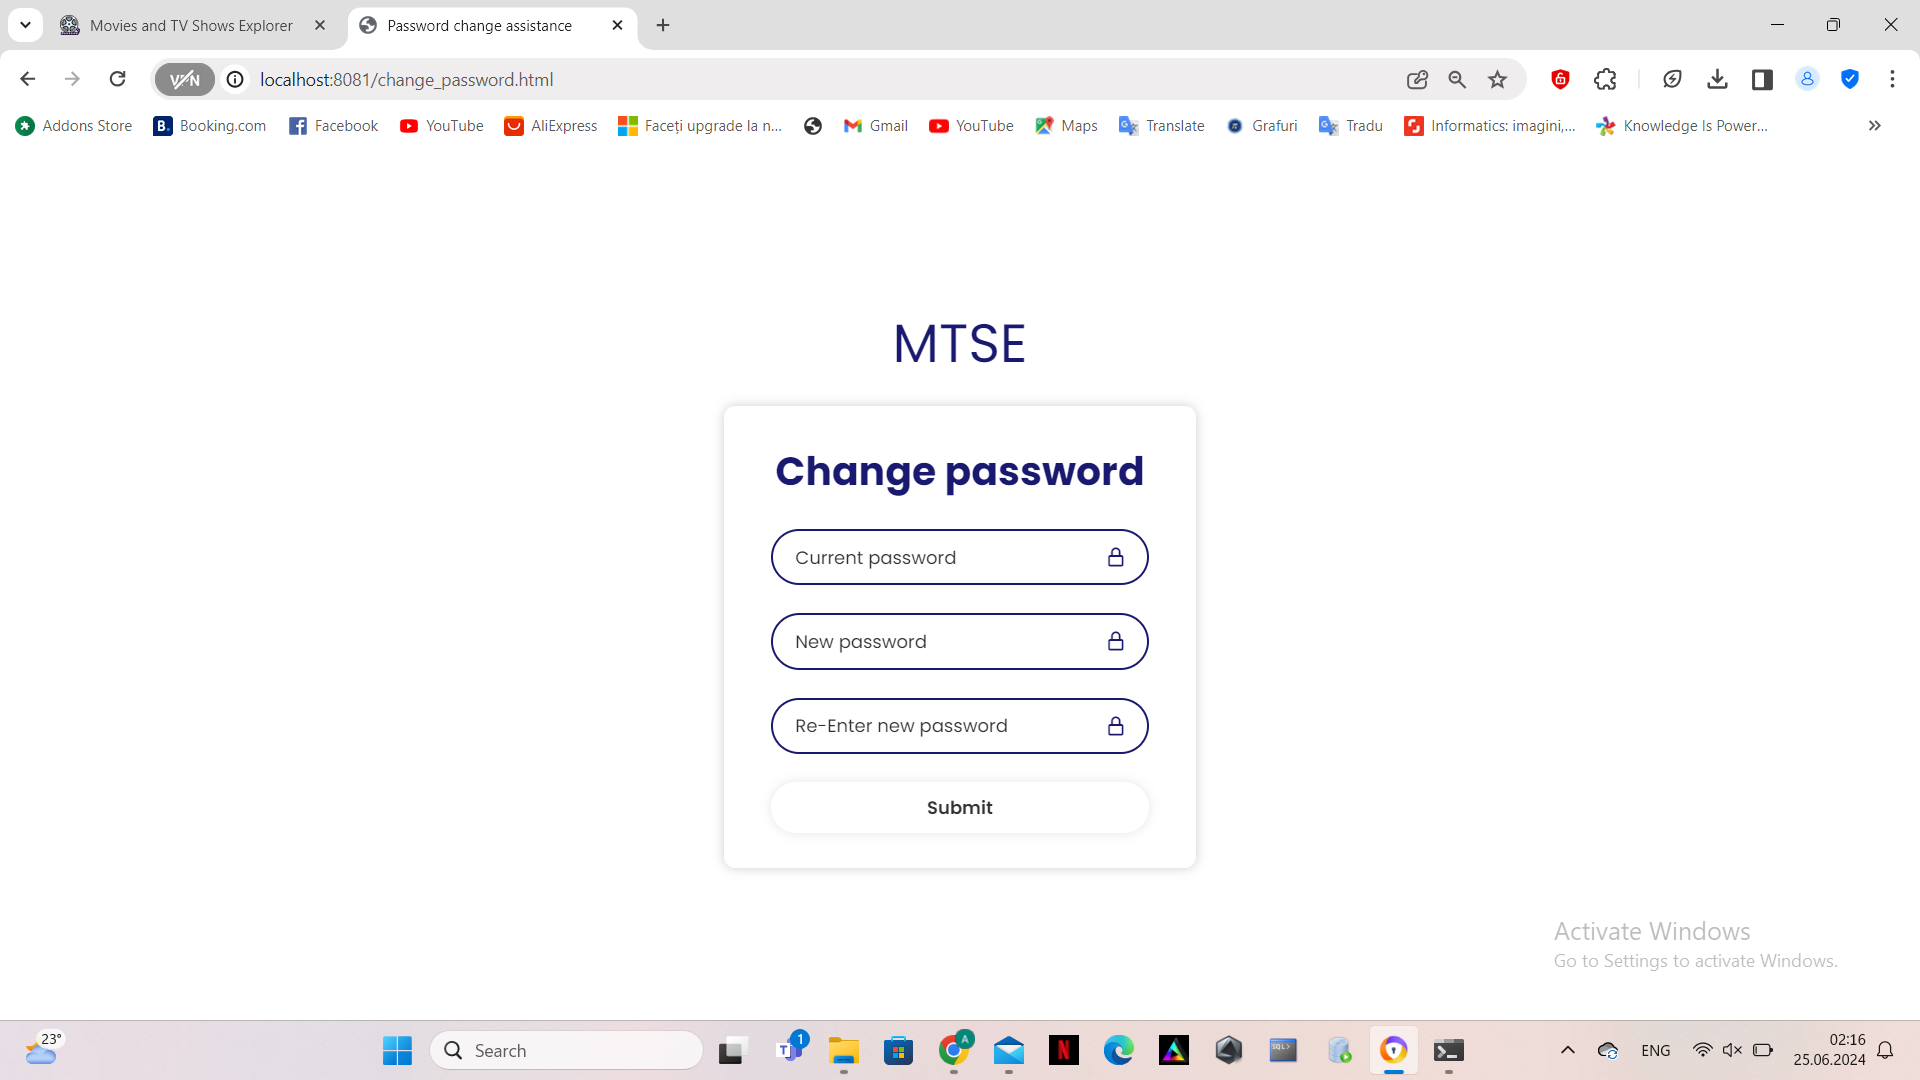 Movies and TV Shows Explorer
Password change assistance
VPN
localhost:8081/change_password.html
Addons Store
B. Booking.com
Facebook
YouTube
AliExpress
Faceți upgrade la n...
Gmail
YouTube
Maps
Translate
Grafuri
Tradu
Informatics: imagini,...
Knowledge Is Power...
MTSE
Change password
Current password
New password
Re-Enter new password
Submit
Activate Windows
Go to Settings to activate Windows.
23°
Search
1
T
A
N
SQL>
ENG
02:16
25.06.2024